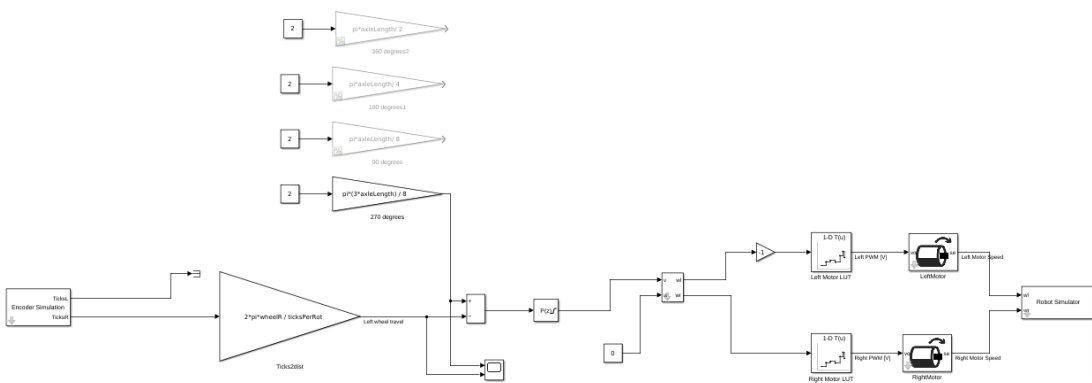 2
pi*axleLength/ 2
360 degrees2
2
pi*axleLength/ 4
180 degrees1
2
pi*axleLength/ 8
90 degrees
2
pi*(3*axleLength) / 8
270 degrees
Encoder Simulation
TicksL
TicksR
2*pi*wheelR / ticksPerRot
Ticks2dist
Left wheel travel
+
−
P(z)
0
v
wl
wr
-1
1-D T(u)
Left Motor LUT
Left PWM [V]
LeftMotor
Left Motor Speed
1-D T(u)
Right Motor LUT
Right PWM [V]
RightMotor
Right Motor Speed
wl
wr
Robot Simulator